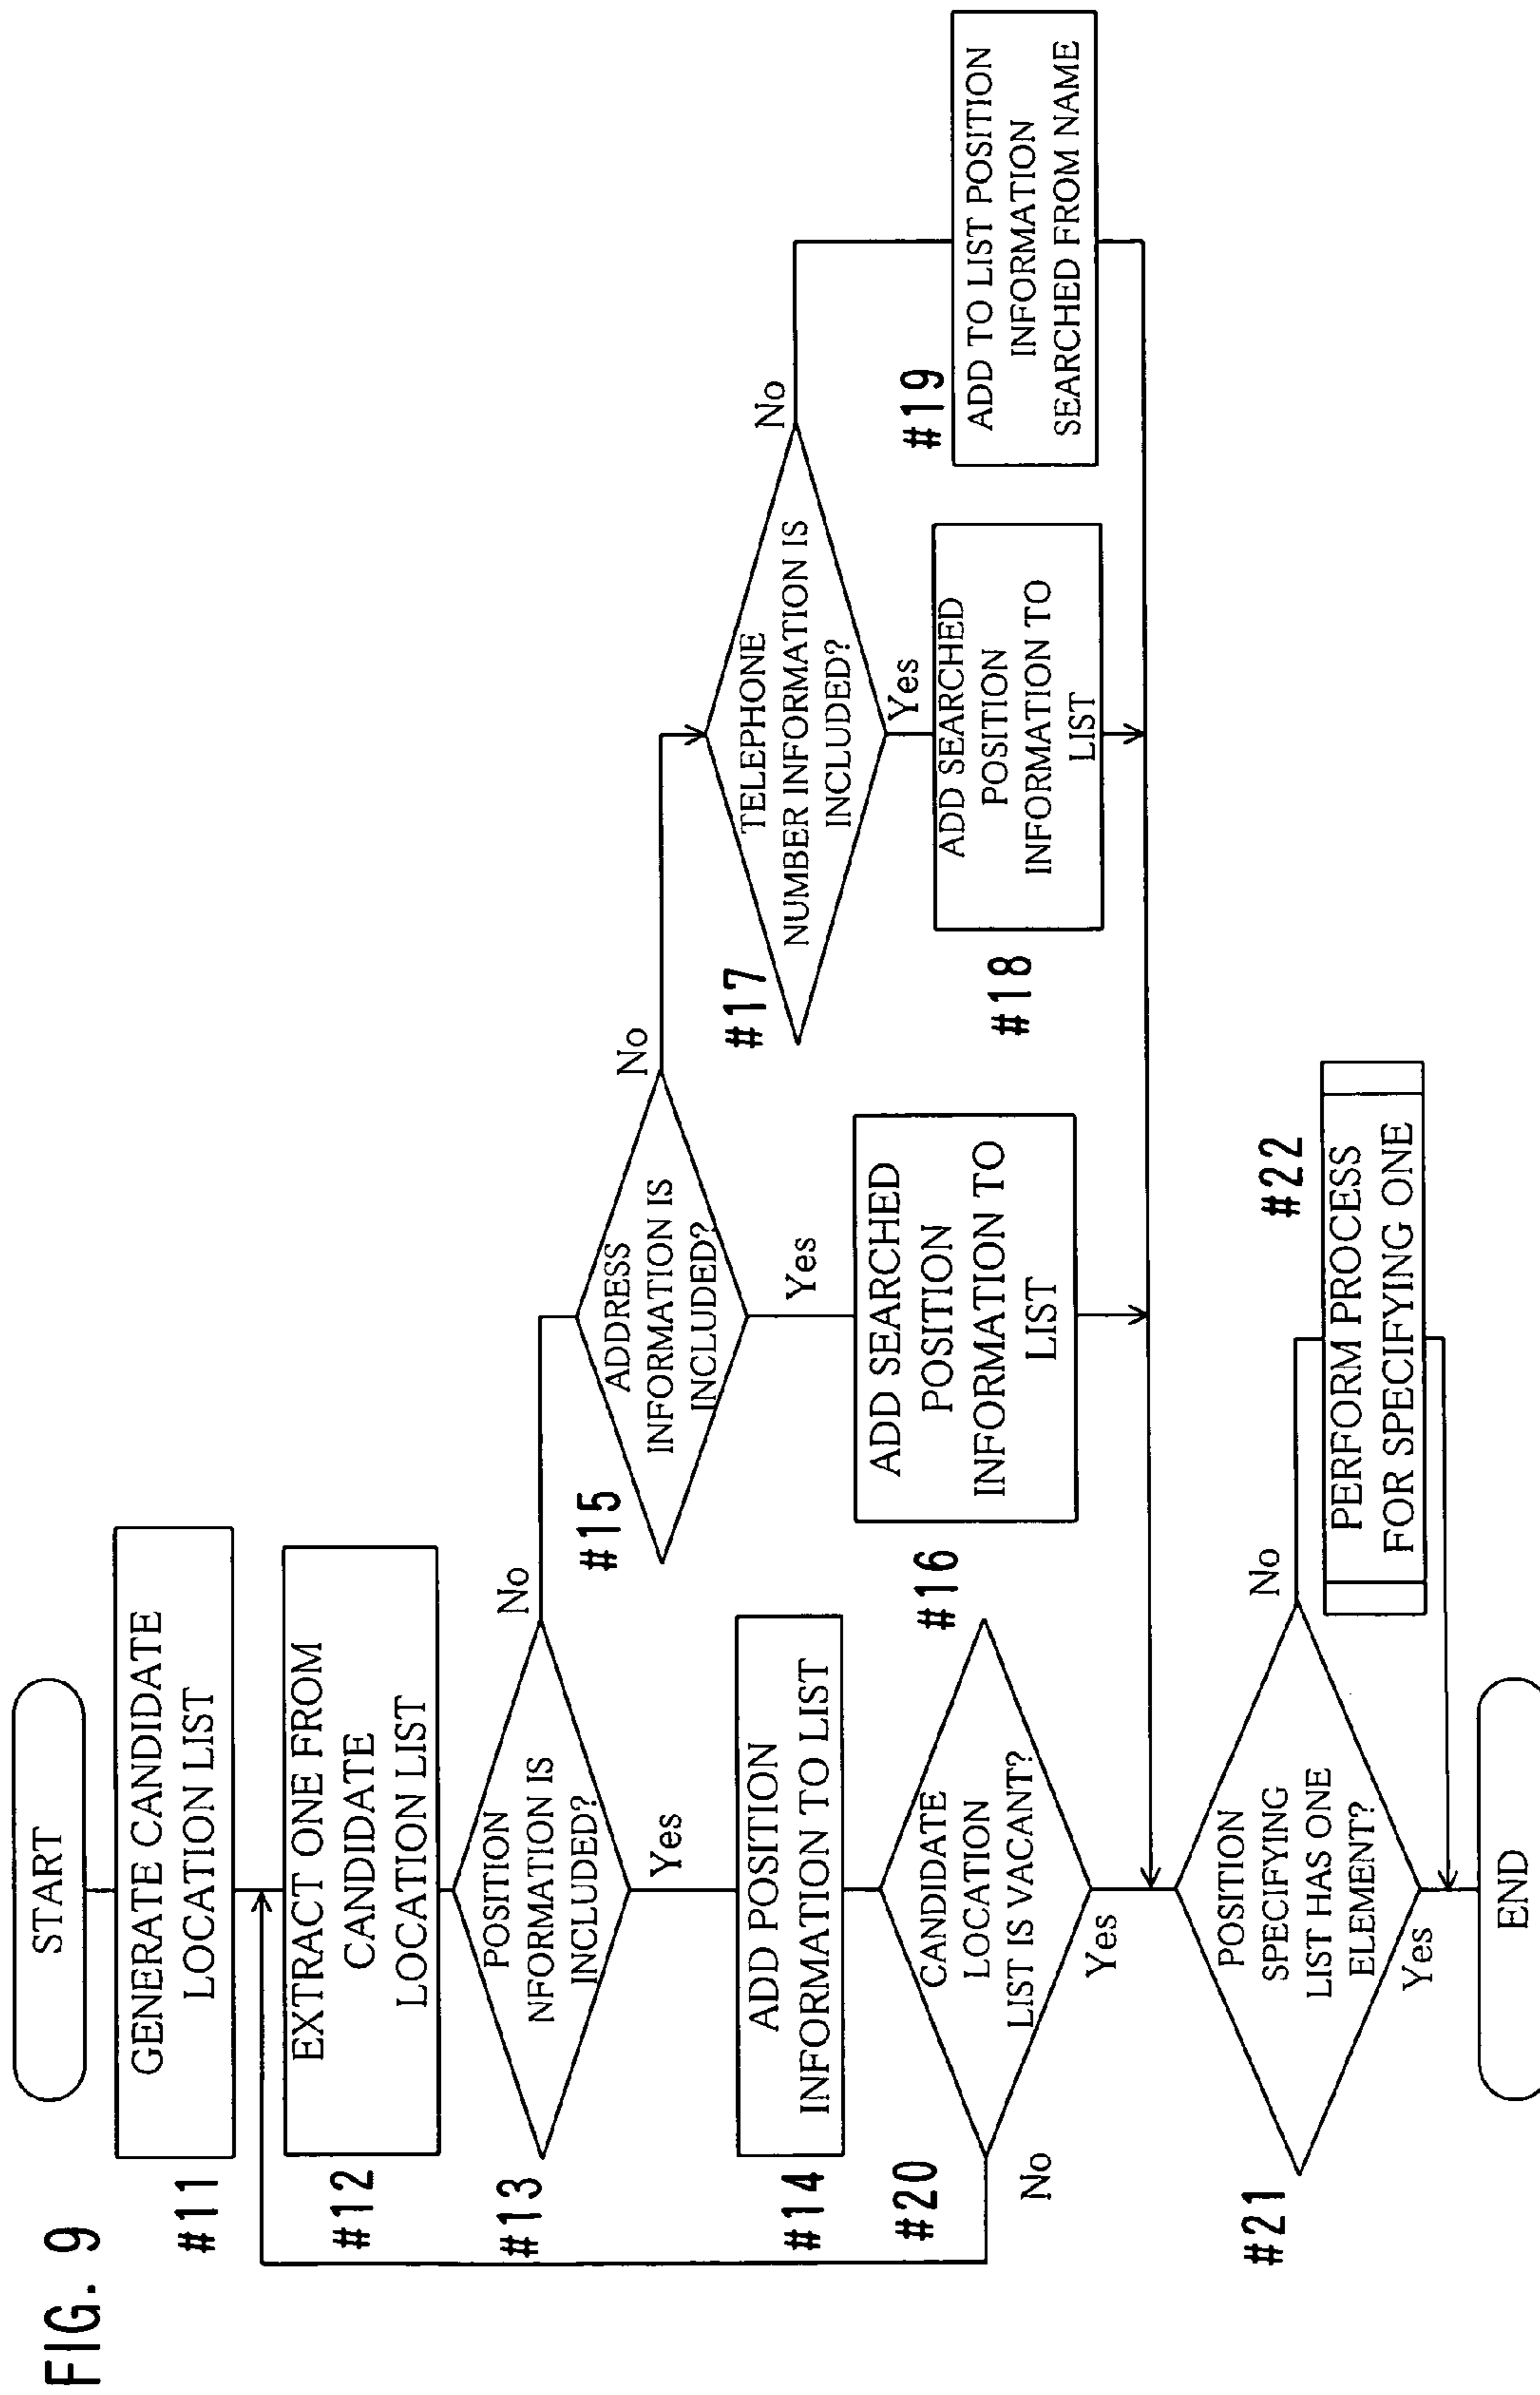 FIG. 9
START
#11
GENERATE CANDIDATE
LOCATION LIST
#12
EXTRACT ONE FROM
CANDIDATE
LOCATION LIST
#13
POSITION
NFORMATION IS
INCLUDED?
No
Yes
#14
ADD POSITION
INFORMATION TO LIST
#15
ADDRESS
INFORMATION IS
INCLUDED?
No
Yes
#16
ADD SEARCHED
POSITION
INFORMATION TO
LIST
#17
TELEPHONE
NUMBER INFORMATION IS
INCLUDED?
No
Yes
#18
ADD SEARCHED
POSITION
INFORMATION TO
LIST
#19
ADD TO LIST POSITION
INFORMATION
SEARCHED FROM NAME
#20
CANDIDATE
LOCATION
LIST IS VACANT?
No
Yes
#21
POSITION
SPECIFYING
LIST HAS ONE
ELEMENT?
No
Yes
#22
PERFORM PROCESS
FOR SPECIFYING ONE
END